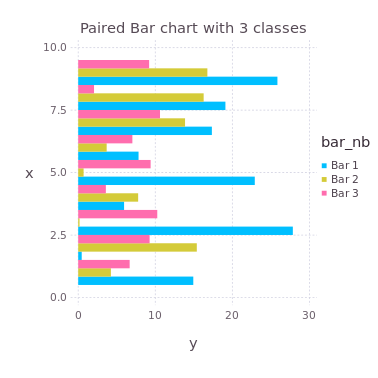 Paired Bar chart with 3 classes
10.0
7.5
5.0
2.5
0.0
x
0
10
20
30
y
bar_nb
Bar 1
Bar 2
Bar 3